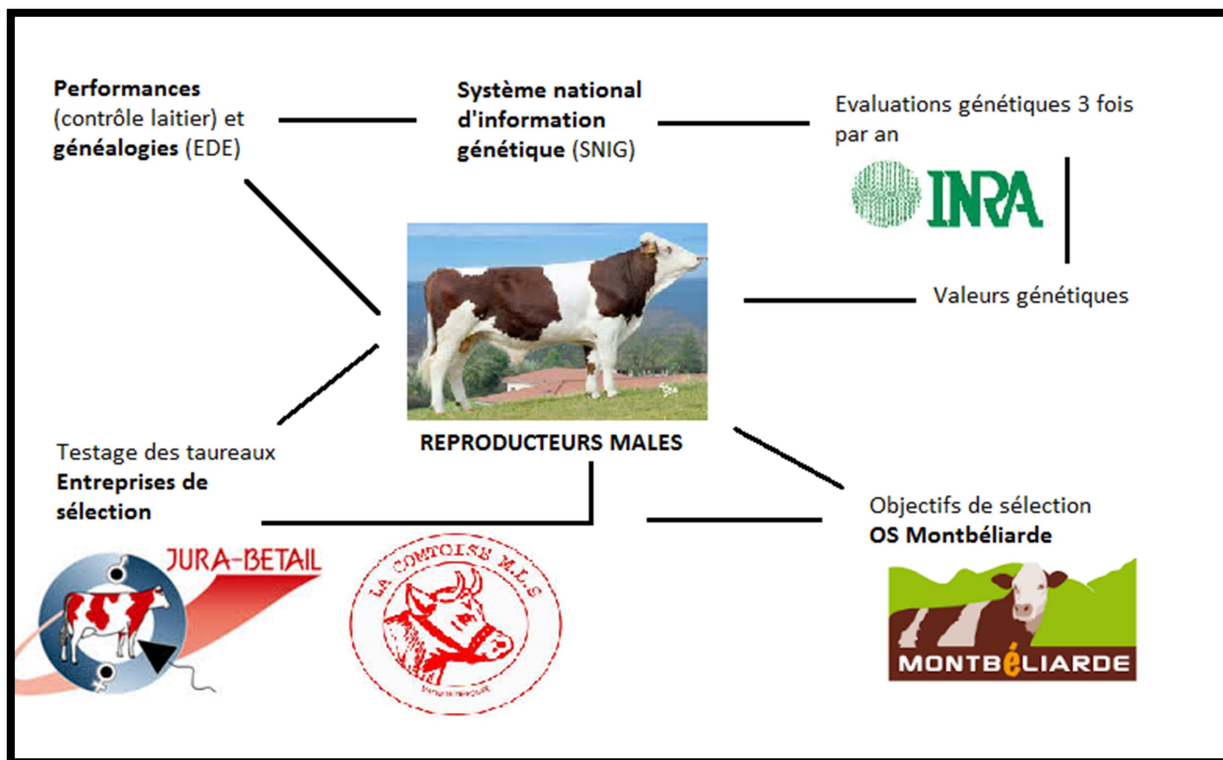 Performances
(contrôle laitier) et
généalogies (EDE)
Système national
d'information
génétique (SNIG)
Evaluations génétiques 3 fois
par an
INRA
Valeurs génétiques
REPRODUCTEURS MALES
Testage des taureaux
Entreprises de
sélection
JURA-BETAIL
LA COMTOISE M.L.S
Objectifs de sélection
OS Montbéliarde
MONTBéLIARDE